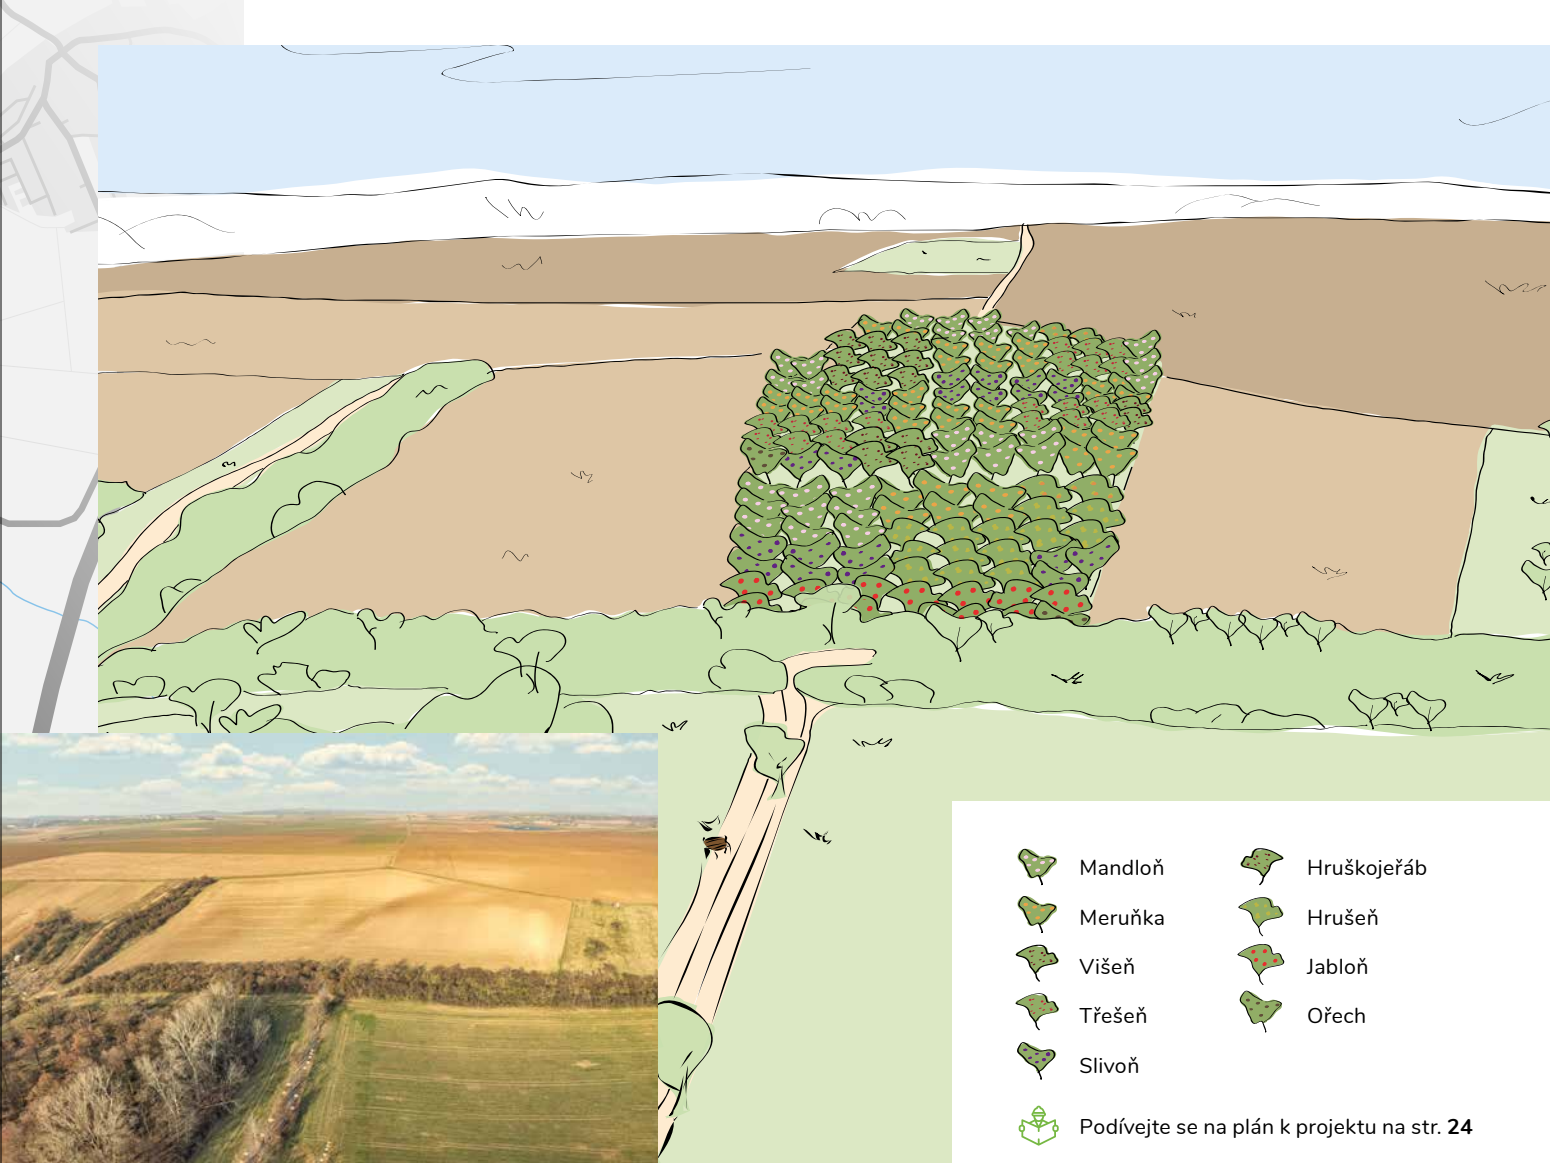 Mandloň
Meruňka
Višeň
Třešeň
Slivoň
Hruškojeřáb
Hrušeň
Jabloň
Ořech
Podívejte se na plán k projektu na str. 24